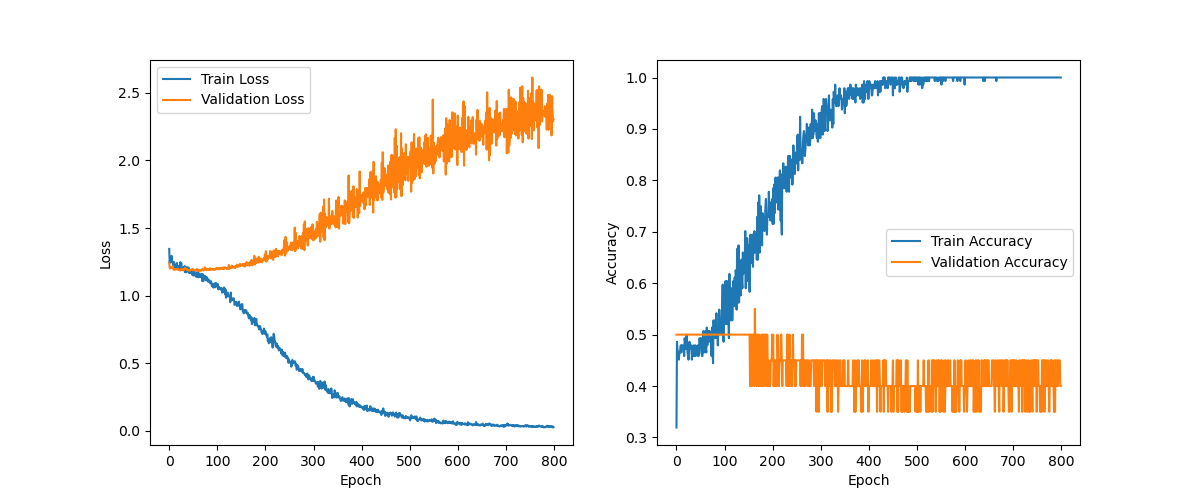 Train Loss
Validation Loss
2.5
2.0
1.5
1.0
0.5
0.0
Loss
0 100 200 300 400 500 600 700 800
Epoch
1.0
0.9
0.8
0.7
0.6
0.5
0.4
0.3
Accuracy
Train Accuracy
Validation Accuracy
0 100 200 300 400 500 600 700 800
Epoch